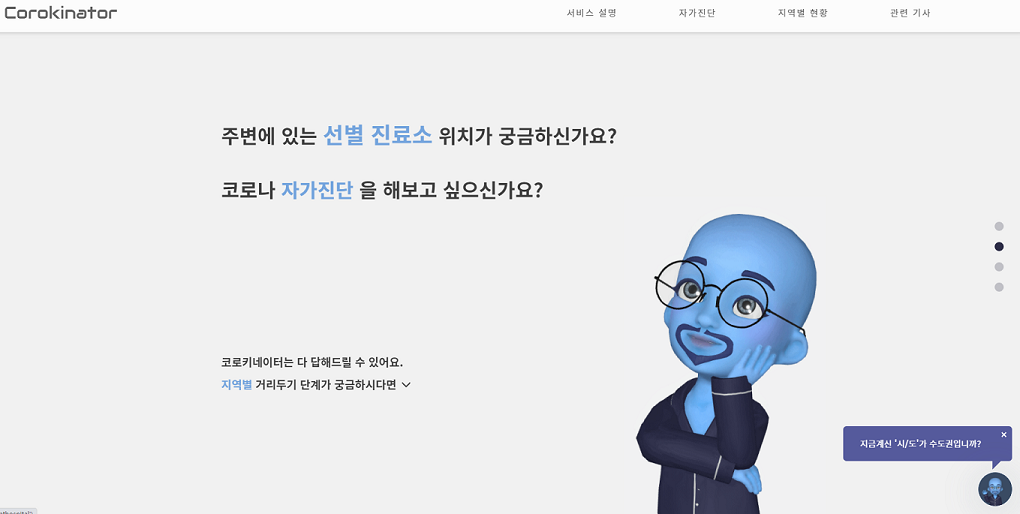 Corokinator
서비스 설명 자가진단 지역별 현황 관련 기사
주변에 있는 선별 진료소 위치가 궁금하신가요?
코로나 자가진단 을 해보고 싶으신가요?
코로키네이터는 다 답해드릴 수 있어요.
지역별 거리두기 단계가 궁금하시다면
지금계신 '시/도'가 수도권입니까?